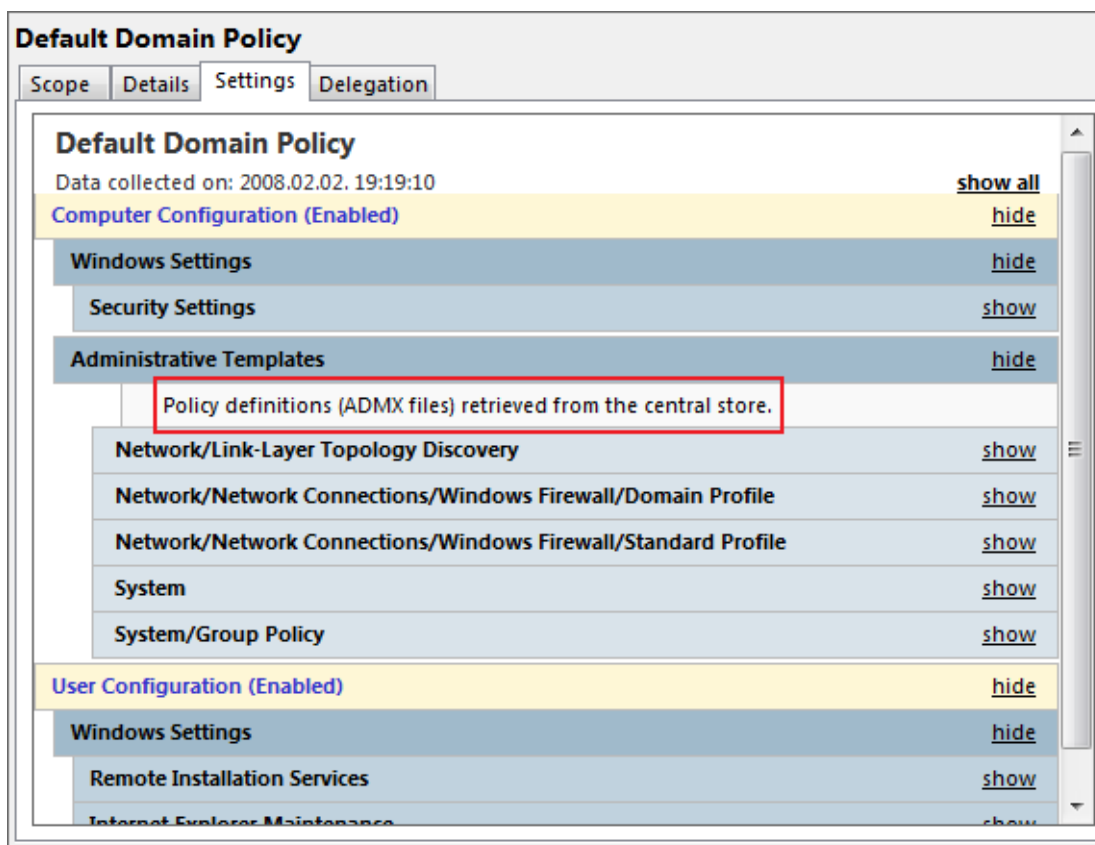 Default Domain Policy
Scope Details Settings Delegation
Default Domain Policy
Data collected on: 2008.02.02. 19:19:10 show all
Computer Configuration (Enabled) hide
Windows Settings hide
Security Settings show
Administrative Templates hide
Policy definitions (ADMX files) retrieved from the central store.
Network/Link-Layer Topology Discovery show
Network/Network Connections/Windows Firewall/Domain Profile show
Network/Network Connections/Windows Firewall/Standard Profile show
System show
System/Group Policy show
User Configuration (Enabled) hide
Windows Settings hide
Remote Installation Services show
Internet Explorer Maintenance show